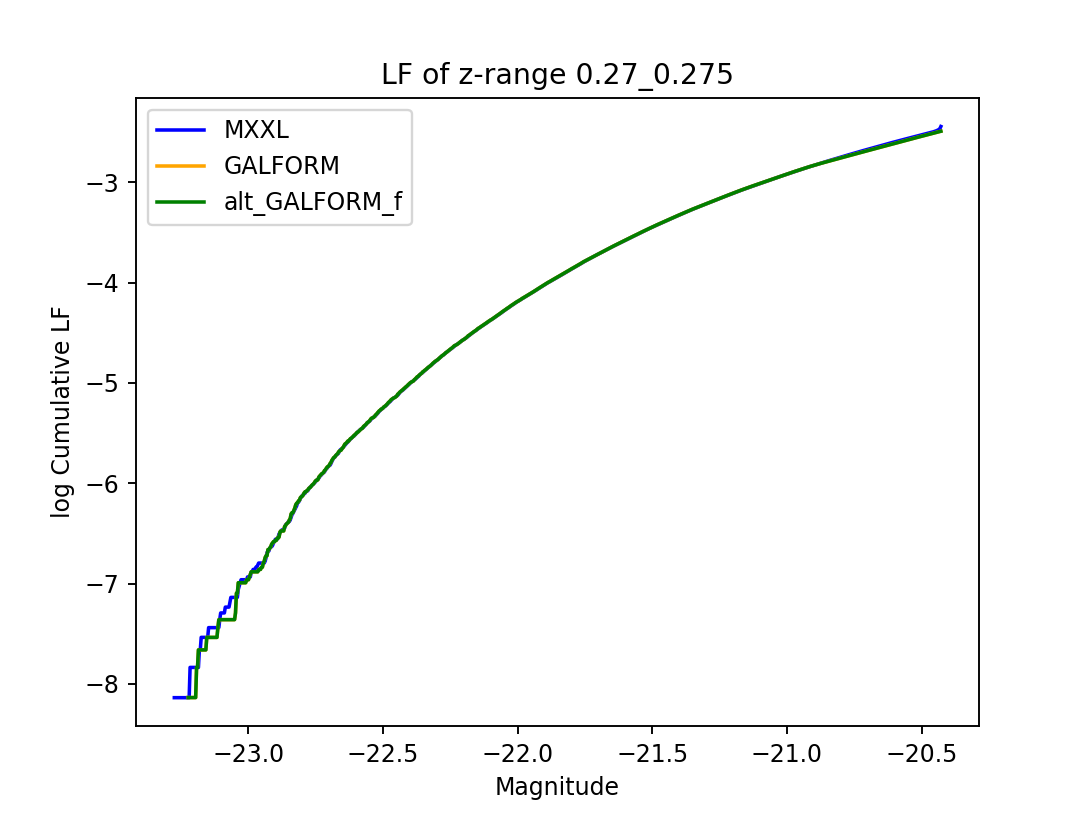 LF of z-range 0.27_0.275
MXXL
GALFORM
alt_GALFORM_f
log Cumulative LF
−3
−4
−5
−6
−7
−8
−23.0
−22.5
−22.0
−21.5
−21.0
−20.5
Magnitude